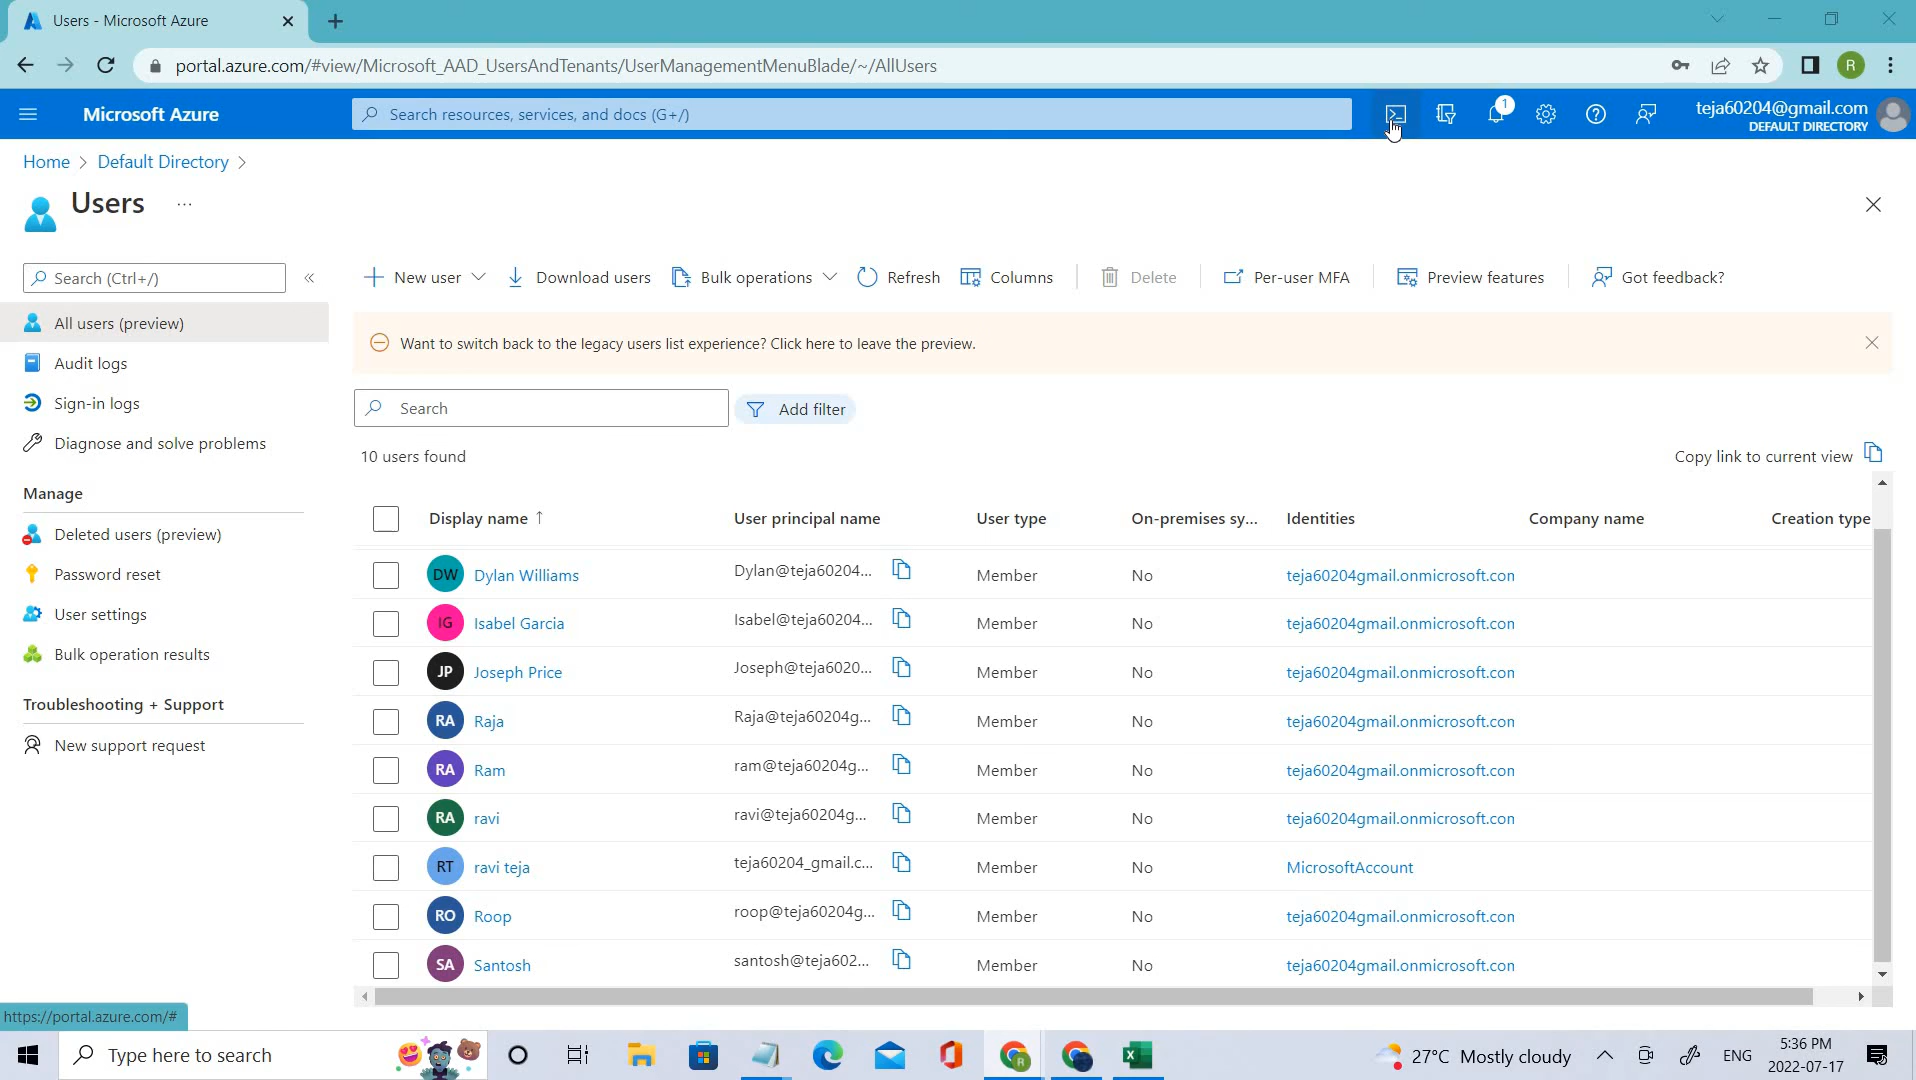 Users - Microsoft Azure
portal.azure.com/#view/Microsoft_AAD_UsersAndTenants/UserManagementMenuBlade/~/AllUsers
R
Microsoft Azure
Search resources, services, and docs (G+/)
1
teja60204@gmail.com
DEFAULT DIRECTORY
Home > Default Directory >
Users ...
Search (Ctrl+/)
«
New user
Download users
Bulk operations
Refresh
Columns
Delete
Per-user MFA
Preview features
Got feedback?
All users (preview)
Audit logs
Sign-in logs
Diagnose and solve problems
Manage
Deleted users (preview)
Password reset
User settings
Bulk operation results
Troubleshooting + Support
New support request
Want to switch back to the legacy users list experience? Click here to leave the preview.
Search
Add filter
10 users found
Copy link to current view
Display name ↑ User principal name User type On-premises sy... Identities Company name Creation type
DW Dylan Williams Dylan@teja60204... Member No teja60204gmail.onmicrosoft.con
IG Isabel Garcia Isabel@teja60204... Member No teja60204gmail.onmicrosoft.con
JP Joseph Price Joseph@teja6020... Member No teja60204gmail.onmicrosoft.con
RA Raja Raja@teja60204g... Member No teja60204gmail.onmicrosoft.con
RA Ram ram@teja60204g... Member No teja60204gmail.onmicrosoft.con
RA ravi ravi@teja60204g... Member No teja60204gmail.onmicrosoft.con
RT ravi teja teja60204_gmail.c... Member No MicrosoftAccount
RO Roop roop@teja60204g... Member No teja60204gmail.onmicrosoft.con
SA Santosh santosh@teja602... Member No teja60204gmail.onmicrosoft.con
https://portal.azure.com/#
Type here to search
27°C Mostly cloudy
ENG
5:36 PM
2022-07-17